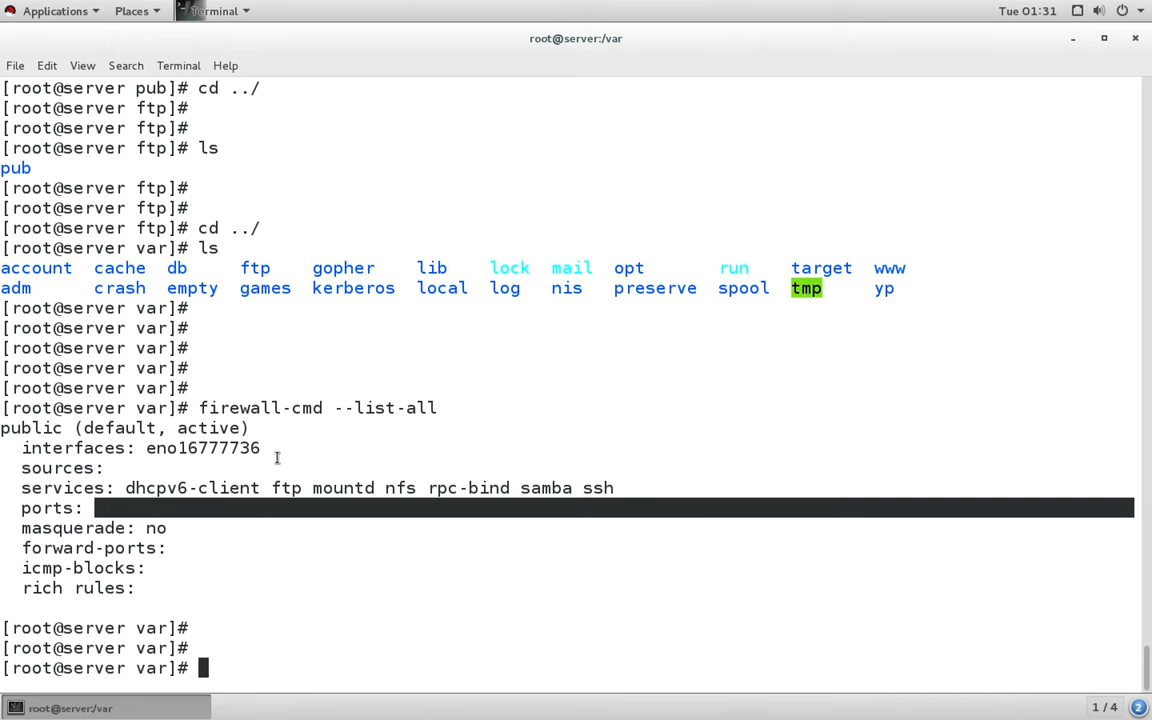 Applications Places Terminal Tue 01:31
root@server:/var
File Edit View Search Terminal Help
[root@server pub]# cd ../
[root@server ftp]#
[root@server ftp]#
[root@server ftp]# ls
pub
[root@server ftp]#
[root@server ftp]#
[root@server ftp]# cd ../
[root@server var]# ls
account cache db ftp gopher lib lock mail opt run target www
adm crash empty games kerberos local log nis preserve spool tmp yp
[root@server var]#
[root@server var]#
[root@server var]#
[root@server var]#
[root@server var]#
[root@server var]# firewall-cmd --list-all
public (default, active)
interfaces: eno16777736
sources:
services: dhcpv6-client ftp mountd nfs rpc-bind samba ssh
ports:
masquerade: no
forward-ports:
icmp-blocks:
rich rules:
[root@server var]#
[root@server var]#
[root@server var]#
root@server:/var 1 / 4 2